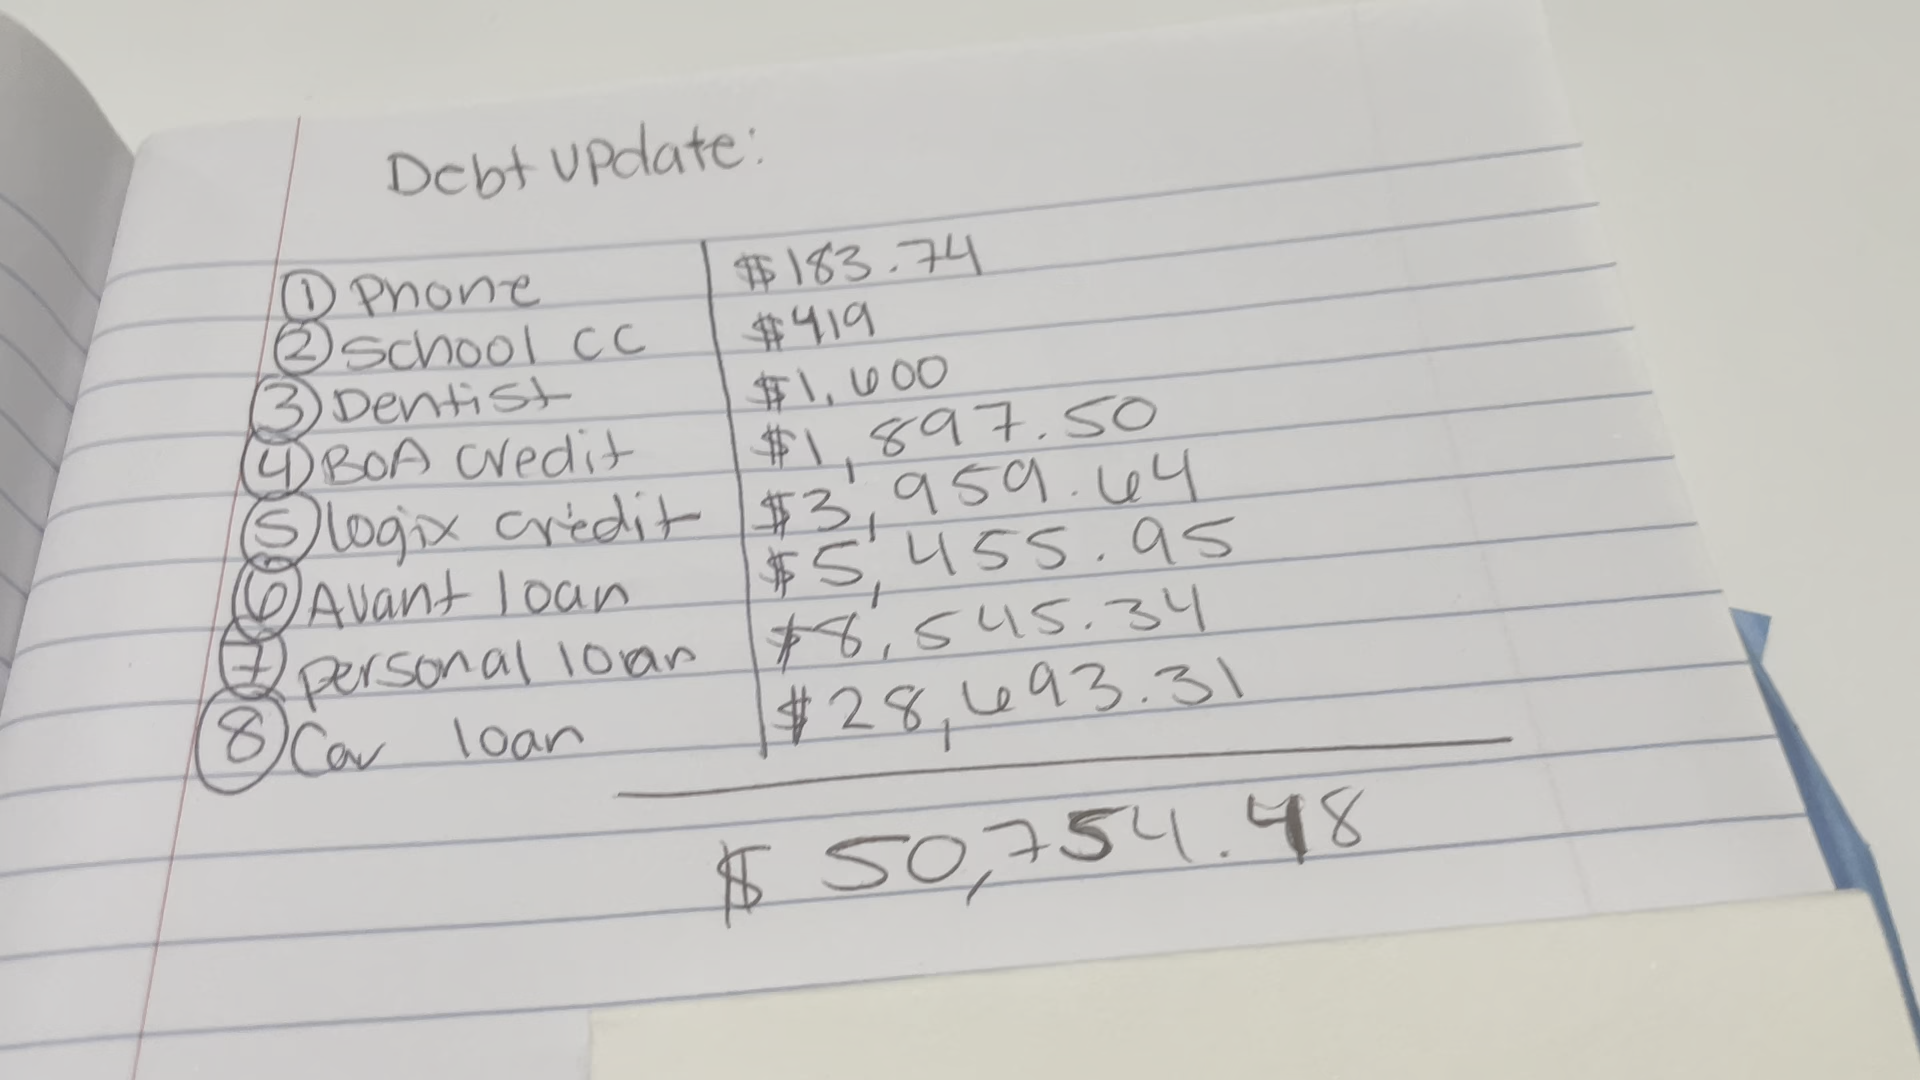 Debt update:
① Phone $183.74
② School CC $419
③ Dentist $1,600
④ BOA credit $1,897.50
⑤ logix credit $3,959.64
⑥ Avant loan $5,455.95
⑦ personal loan $8,545.34
⑧ Car loan $28,693.31
$ 50,754.48